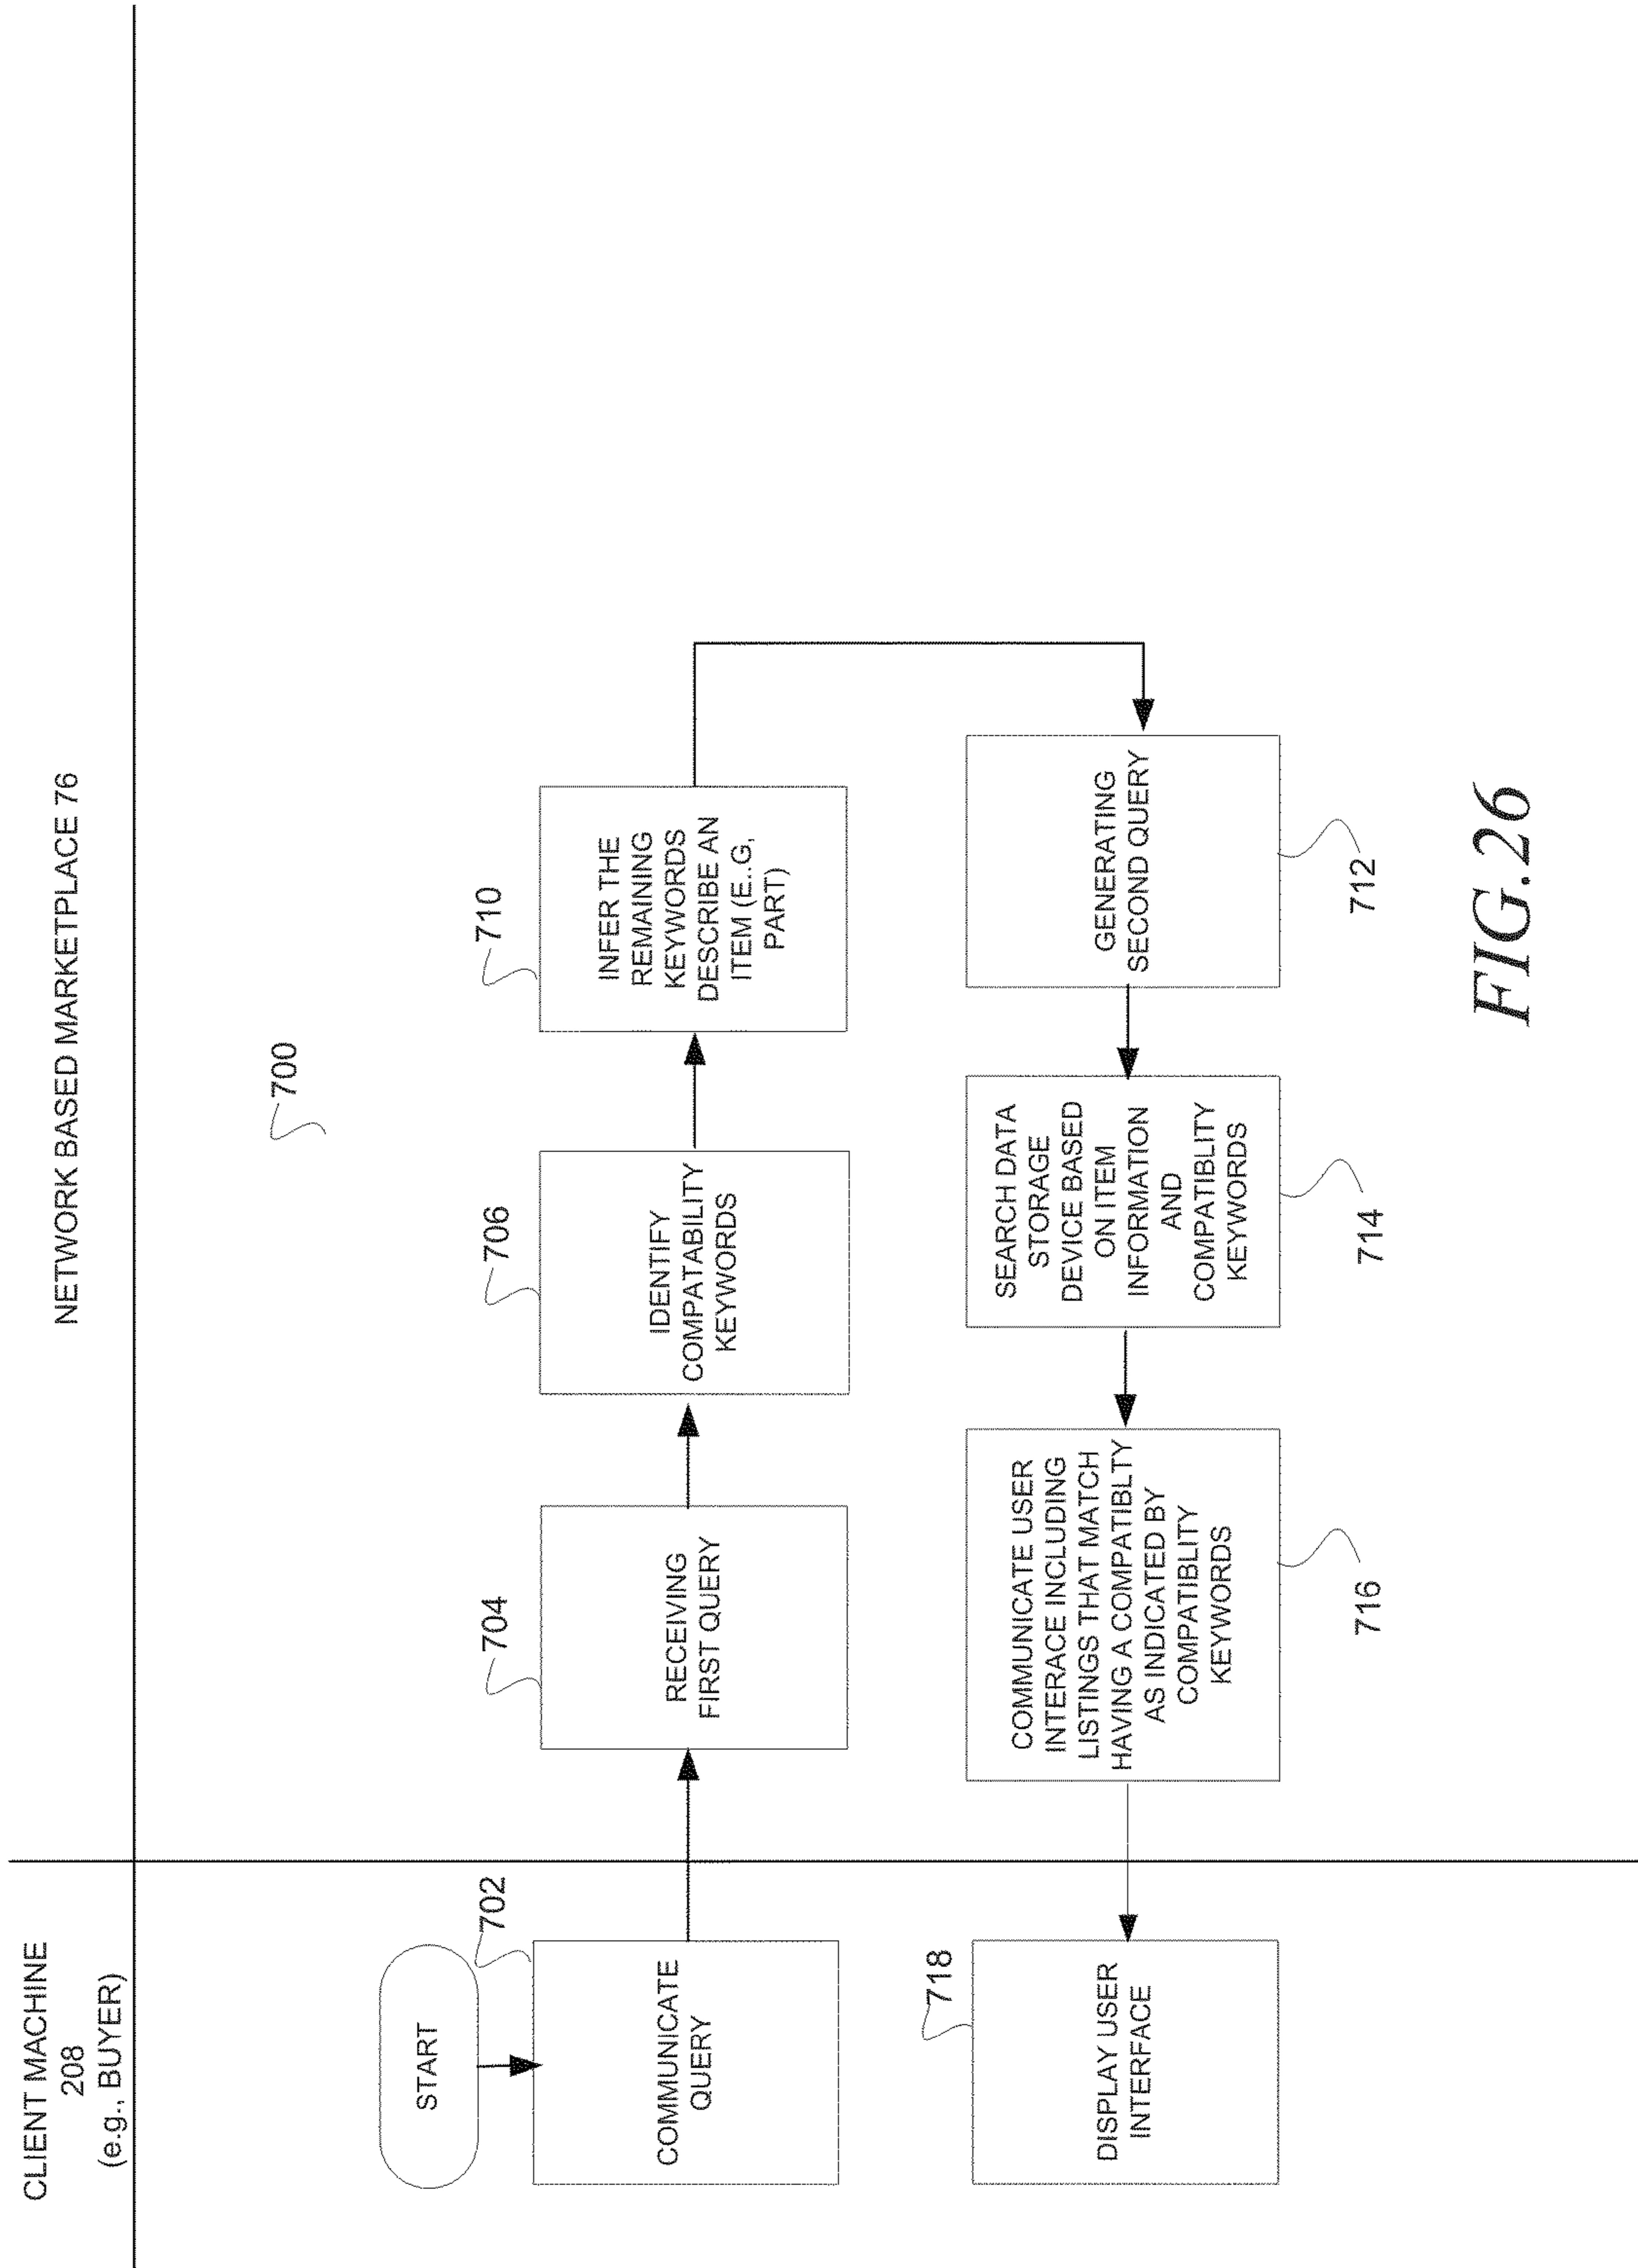 CLIENT MACHINE
208
(e.g., BUYER)
NETWORK BASED MARKETPLACE 76
700
START
702
COMMUNICATE
QUERY
704
RECEIVING
FIRST QUERY
706
IDENTIFY
COMPATABILITY
KEYWORDS
710
INFER THE
REMAINING
KEYWORDS
DESCRIBE AN
ITEM (E..G,
PART)
GENERATING
SECOND QUERY
712
SEARCH DATA
STORAGE
DEVICE BASED
ON ITEM
INFORMATION
AND
COMPATIBLITY
KEYWORDS
714
COMMUNICATE USER
INTERACE INCLUDING
LISTINGS THAT MATCH
HAVING A COMPATIBLTY
AS INDICATED BY
COMPATIBLITY
KEYWORDS
716
718
DISPLAY USER
INTERFACE
FIG.26